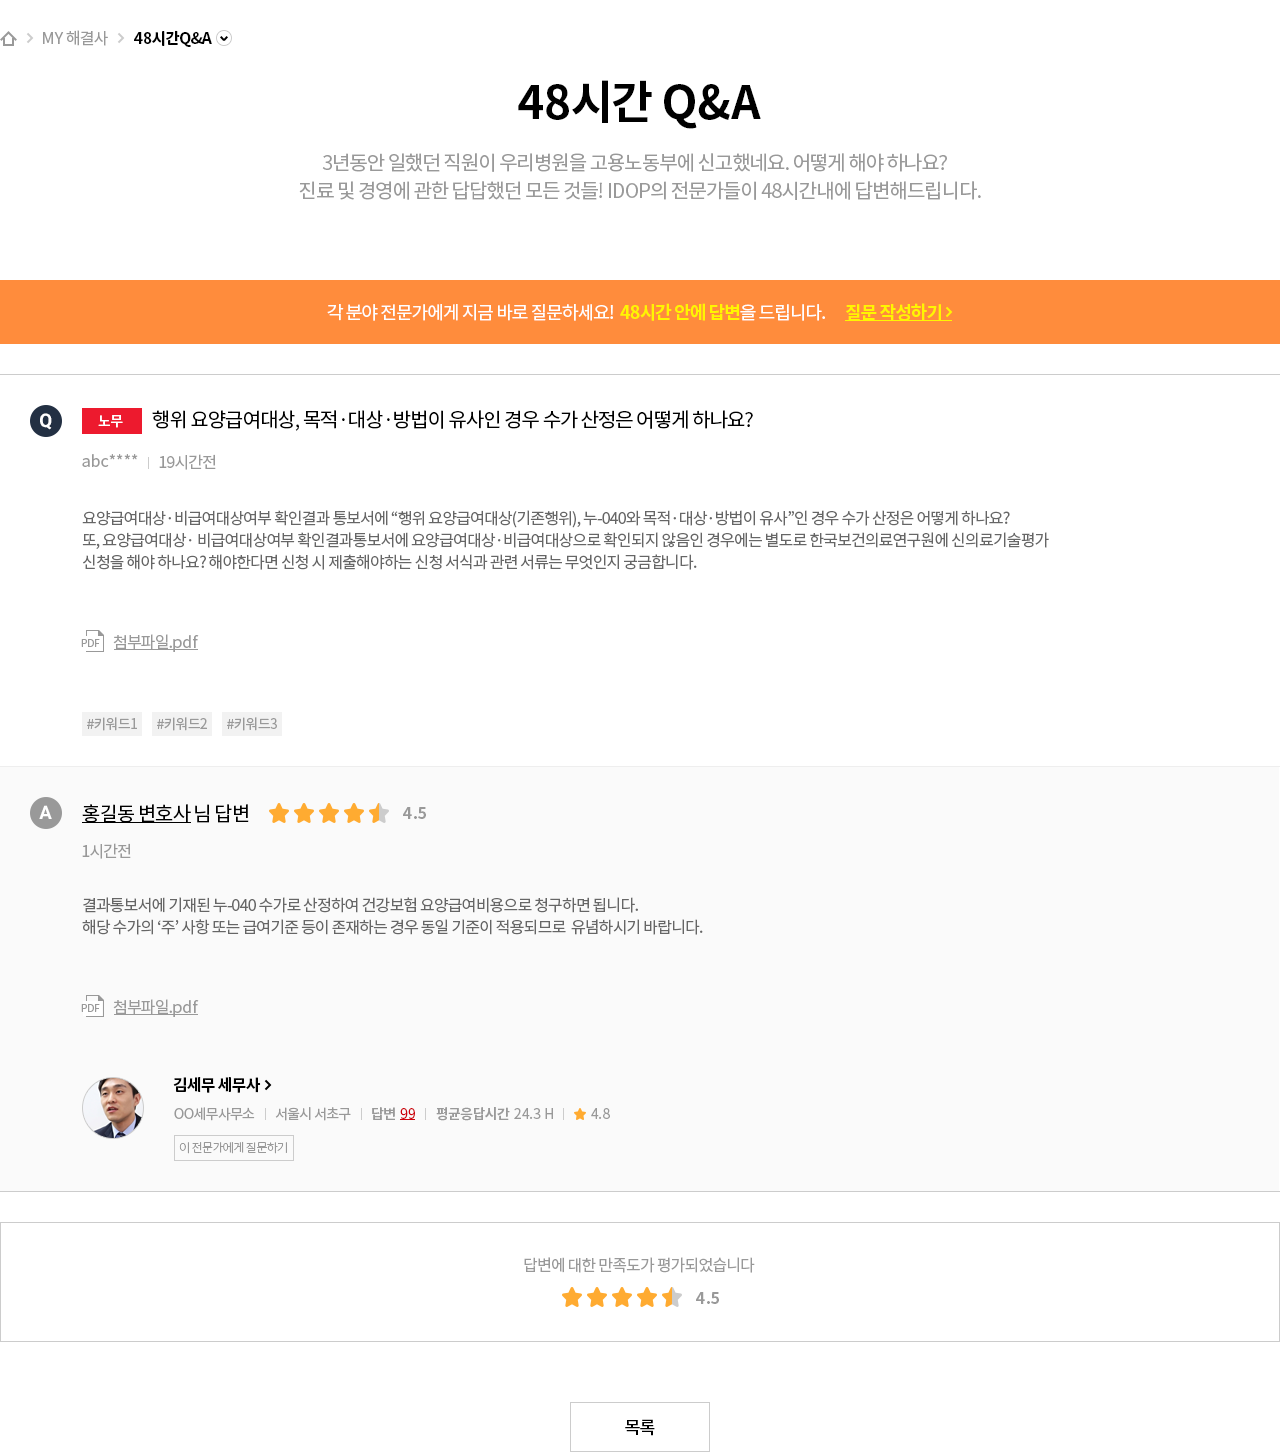 MY 해결사 48시간Q&A
48시간 Q&A
3년동안 일했던 직원이 우리병원을 고용노동부에 신고했네요. 어떻게 해야 하나요?
진료 및 경영에 관한 답답했던 모든 것들! IDOP의 전문가들이 48시간내에 답변해드립니다.
각 분야 전문가에게 지금 바로 질문하세요! 48시간 안에 답변을 드립니다. 질문 작성하기
Q 노무 행위 요양급여대상, 목적·대상·방법이 유사인 경우 수가 산정은 어떻게 하나요?
abc**** 19시간전
요양급여대상·비급여대상여부 확인결과 통보서에 “행위 요양급여대상(기존행위), 누-040와 목적·대상·방법이 유사”인 경우 수가 산정은 어떻게 하나요?
또, 요양급여대상· 비급여대상여부 확인결과통보서에 요양급여대상·비급여대상으로 확인되지 않음인 경우에는 별도로 한국보건의료연구원에 신의료기술평가
신청을 해야 하나요? 해야한다면 신청 시 제출해야하는 신청 서식과 관련 서류는 무엇인지 궁금합니다.
PDF 첨부파일.pdf
#키워드1 #키워드2 #키워드3
A 홍길동 변호사 님 답변 4.5
1시간전
결과통보서에 기재된 누-040 수가로 산정하여 건강보험 요양급여비용으로 청구하면 됩니다.
해당 수가의 ‘주’ 사항 또는 급여기준 등이 존재하는 경우 동일 기준이 적용되므로 유념하시기 바랍니다.
PDF 첨부파일.pdf
김세무 세무사
OO세무사무소 서울시 서초구 답변 99 평균응답시간 24.3 H 4.8
이 전문가에게 질문하기
답변에 대한 만족도가 평가되었습니다
4.5
목록